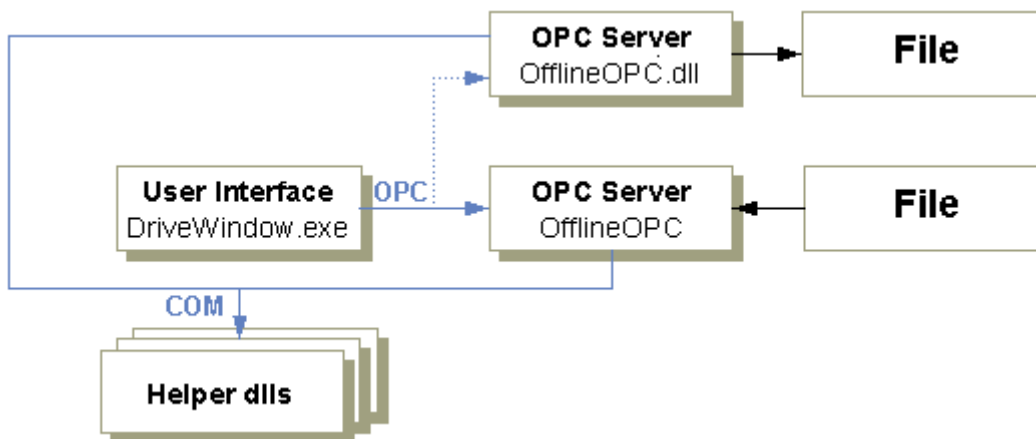 OPC Server
OfflineOPC.dll
File
User Interface
DriveWindow.exe
OPC
OPC Server
OfflineOPC
File
COM
Helper dlls